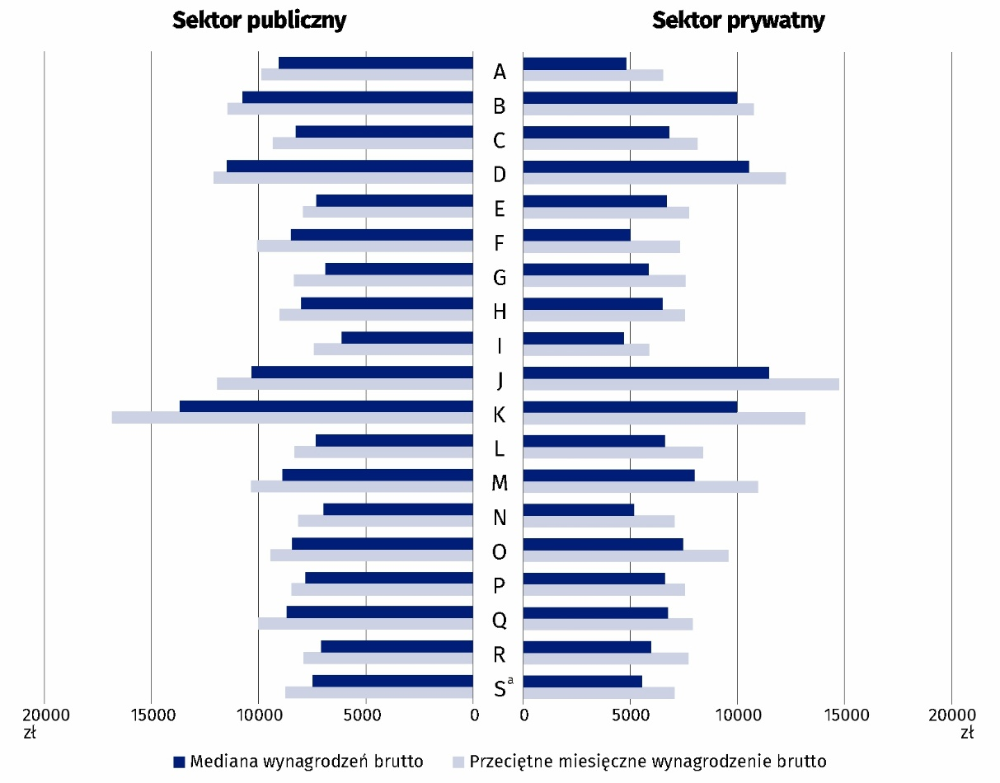 Sektor publiczny
Sektor prywatny
A
B
C
D
E
F
G
H
I
J
K
L
M
N
O
P
Q
R
Sᵃ
20000 15000 10000 5000 0 0 5000 10000 15000 20000
zł zł
Mediana wynagrodzeń brutto Przeciętne miesięczne wynagrodzenie brutto